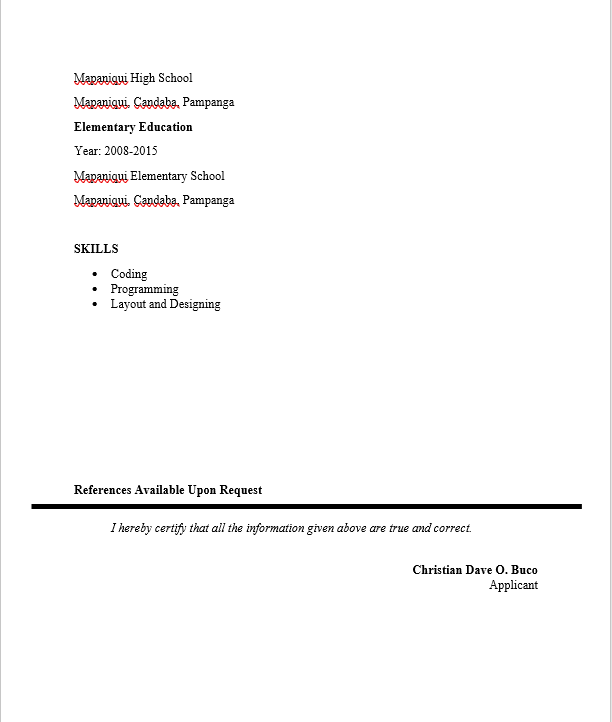 Mapaniqui High School
Mapaniqui, Candaba, Pampanga
Elementary Education
Year: 2008-2015
Mapaniqui Elementary School
Mapaniqui, Candaba, Pampanga
SKILLS
• Coding
• Programming
• Layout and Designing
References Available Upon Request
I hereby certify that all the information given above are true and correct.
Christian Dave O. Buco
Applicant